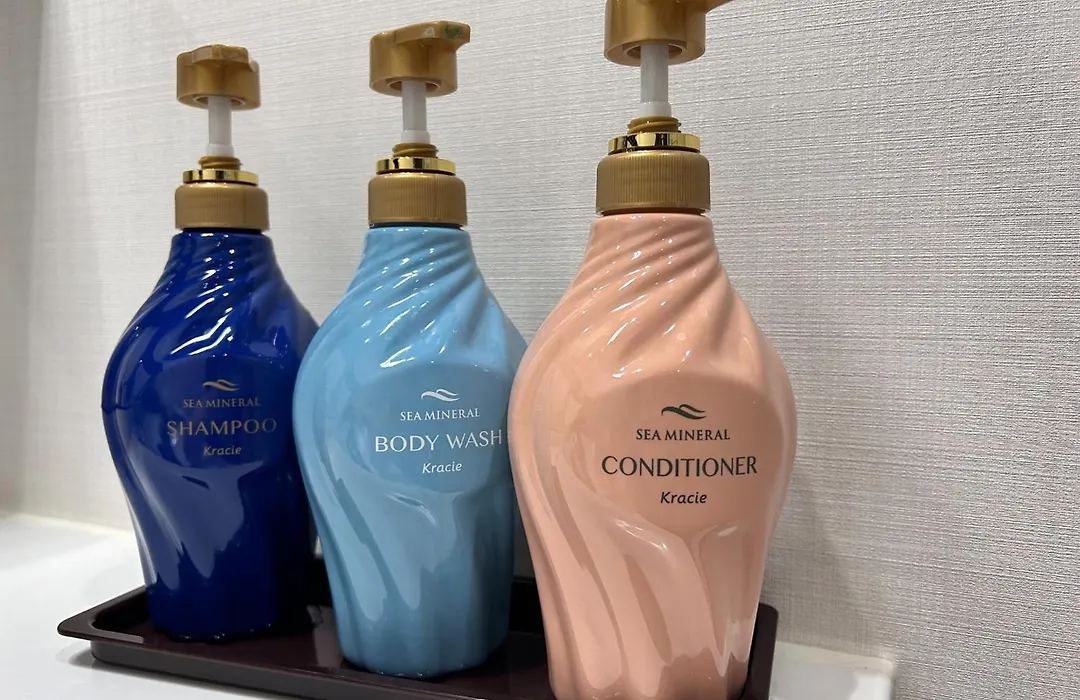 SEA MINERAL
SHAMPOO
Kracie
SEA MINERAL
BODY WASH
Kracie
SEA MINERAL
CONDITIONER
Kracie